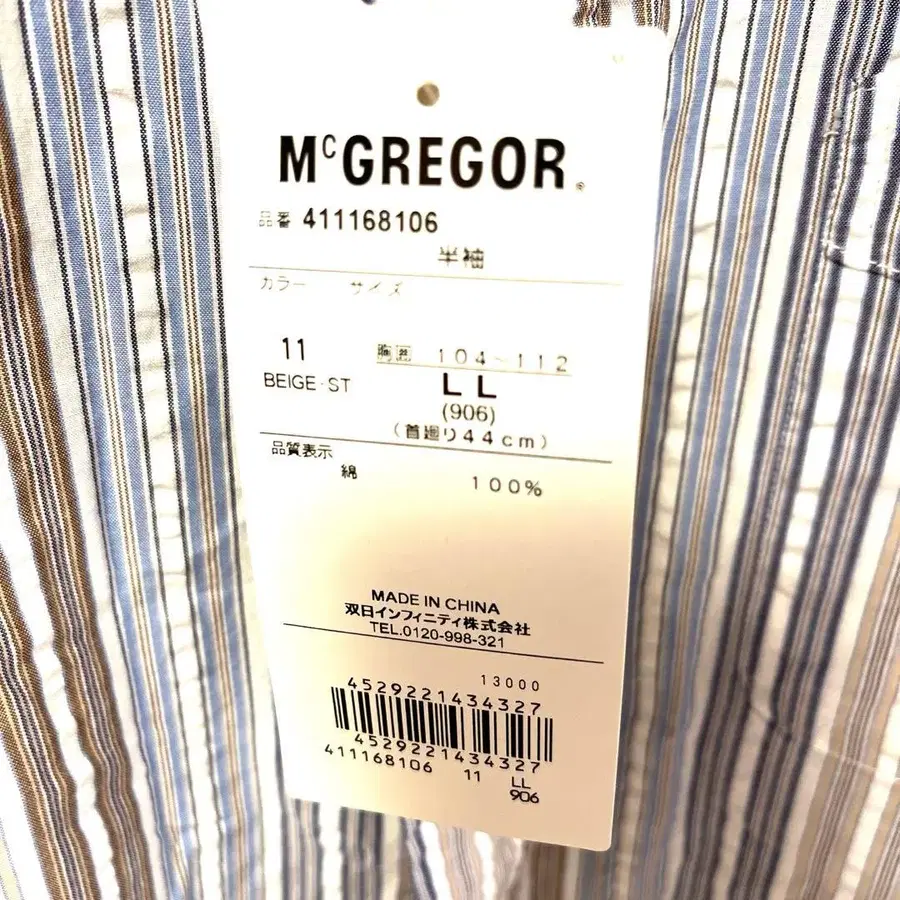 McGREGOR®
品番 411168106
半袖
カラー サイズ
11 胸囲 104~112
BEIGE・ST LL
(906)
(首廻り44cm)
品質表示
綿 100%
MADE IN CHINA
双日インフィニティ株式会社
TEL.0120-998-321
13000
4529221434327
4529221434327
411168106 11 LL
906